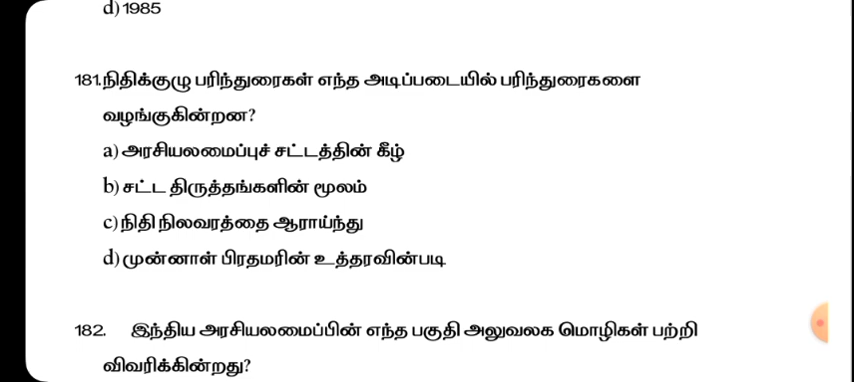 d) 1985
181.நிதிக்குழு பரிந்துரைகள் எந்த அடிப்படையில் பரிந்துரைகளை
வழங்குகின்றன?
a) அரசியலமைப்புச் சட்டத்தின் கீழ்
b) சட்ட திருத்தங்களின் மூலம்
c) நிதி நிலவரத்தை ஆராய்ந்து
d) முன்னாள் பிரதமரின் உத்தரவின்படி
182. இந்திய அரசியலமைப்பின் எந்த பகுதி அலுவலக மொழிகள் பற்றி
விவரிக்கின்றது?